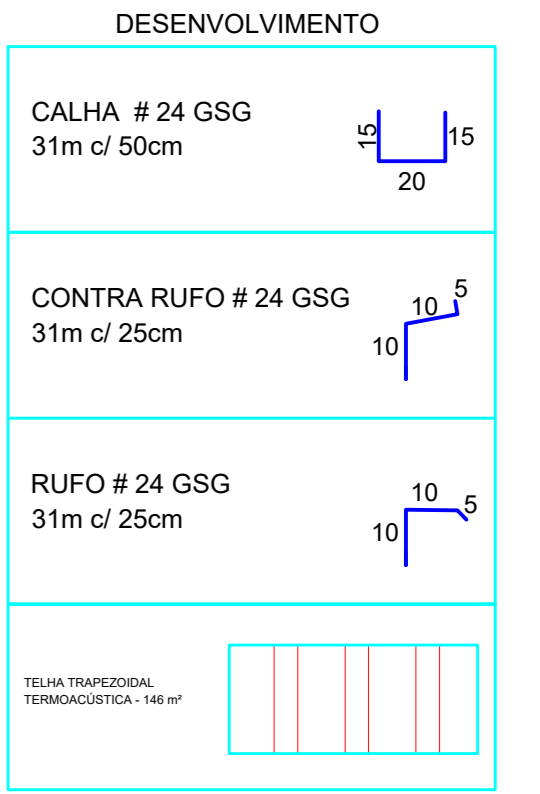 DESENVOLVIMENTO
CALHA # 24 GSG
31m c/ 50cm
15
15
20
CONTRA RUFO # 24 GSG
31m c/ 25cm
5
10
10
RUFO # 24 GSG
31m c/ 25cm
10
5
10
TELHA TRAPEZOIDAL
TERMOACÚSTICA - 146 m²